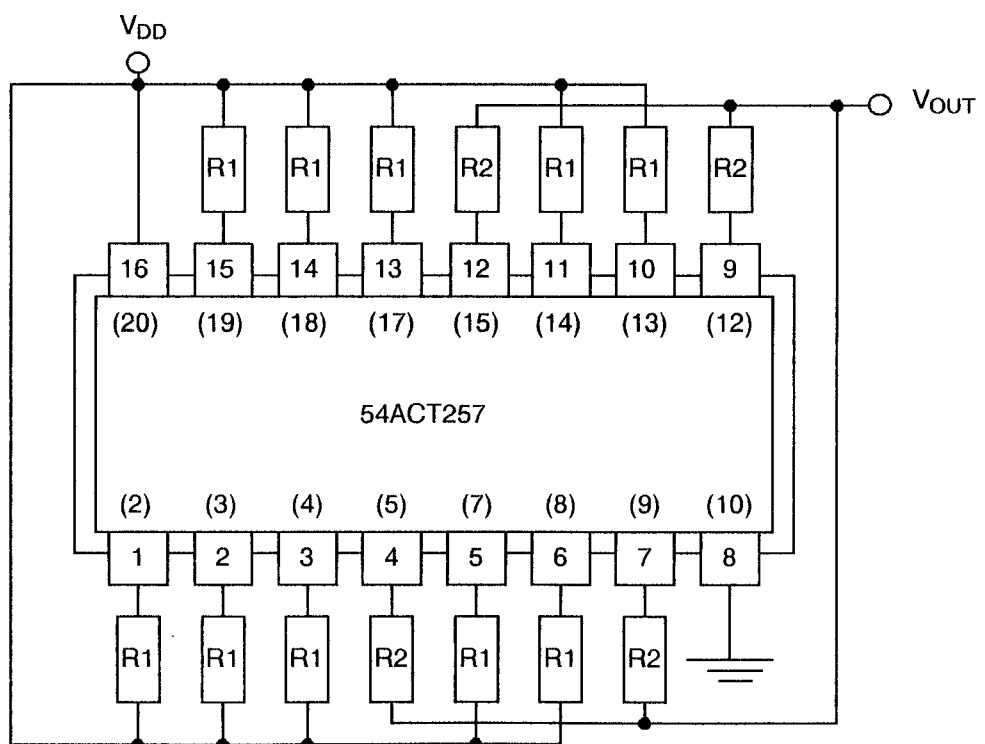 VDD
VOUT
R1 R1 R1 R2 R1 R1 R2
16 15 14 13 12 11 10 9
(20) (19) (18) (17) (15) (14) (13) (12)
54ACT257
(2) (3) (4) (5) (7) (8) (9) (10)
1 2 3 4 5 6 7 8
R1 R1 R1 R2 R1 R1 R2